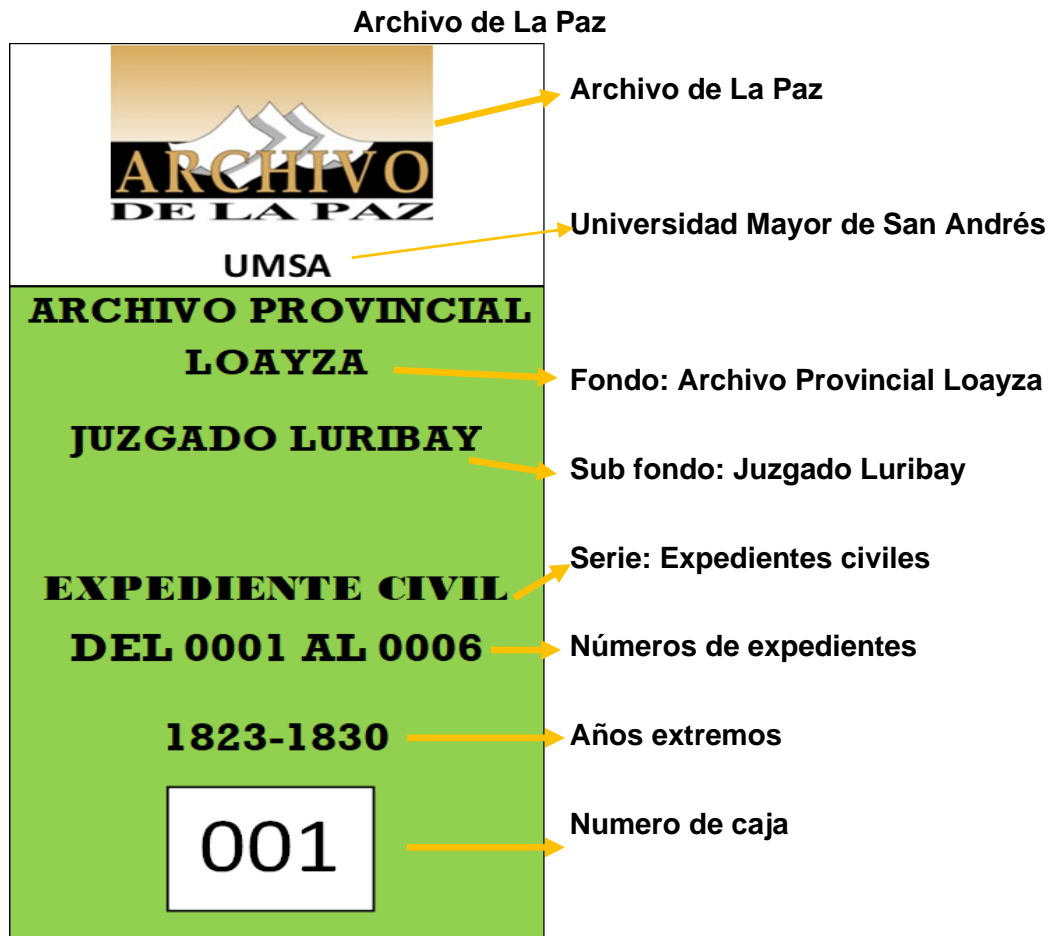 Archivo de La Paz
ARCHIVO
DE LA PAZ
Archivo de La Paz
UMSA
Universidad Mayor de San Andrés
ARCHIVO PROVINCIAL
LOAYZA
Fondo: Archivo Provincial Loayza
JUZGADO LURIBAY
Sub fondo: Juzgado Luribay
EXPEDIENTE CIVIL
Serie: Expedientes civiles
DEL 0001 AL 0006
Números de expedientes
1823-1830
Años extremos
001
Numero de caja